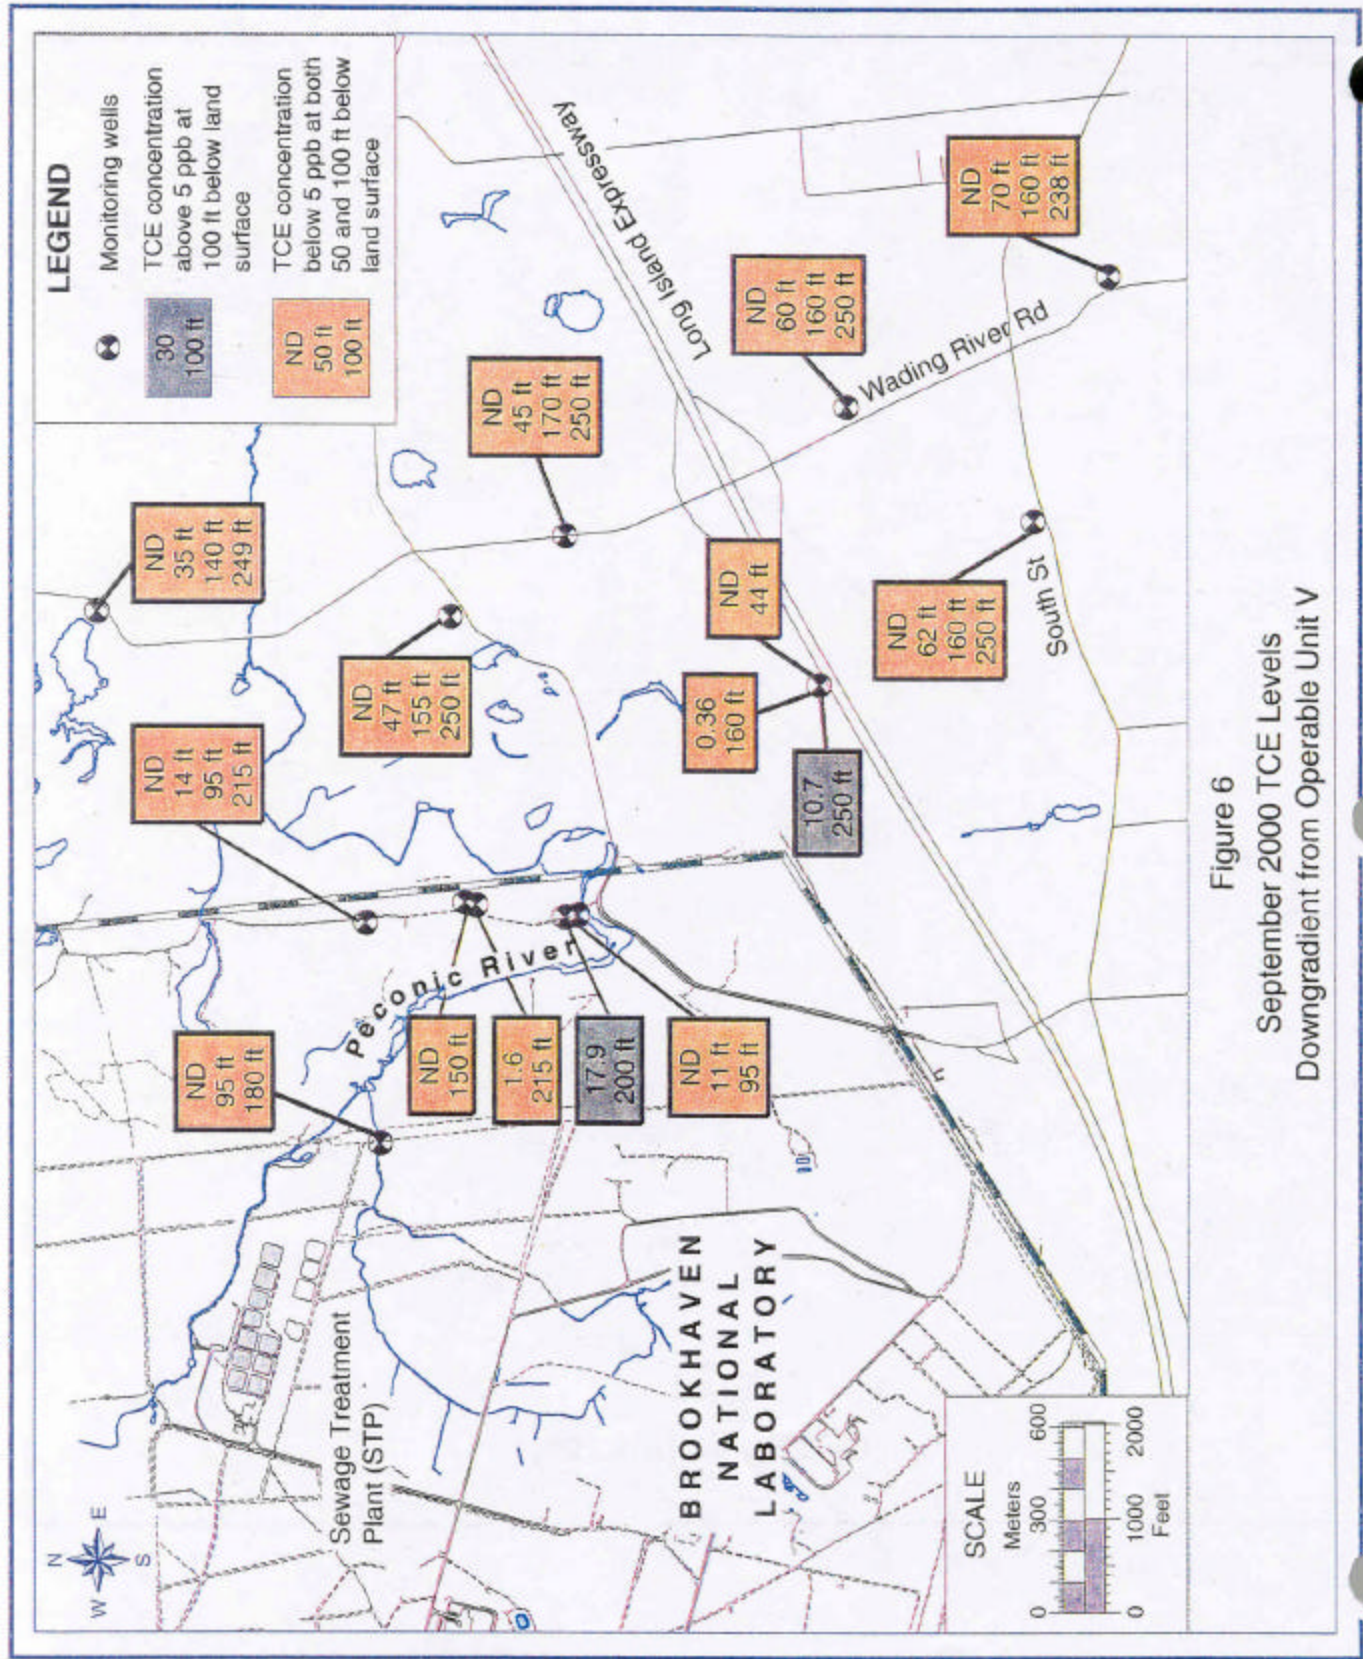 LEGEND
Monitoring wells
30
100 ft
TCE concentration
above 5 ppb at
100 ft below land
surface
ND
50 ft
100 ft
TCE concentration
below 5 ppb at both
50 and 100 ft below
land surface
N
W
E
S
Sewage Treatment
Plant (STP)
BROOKHAVEN
NATIONAL
LABORATORY
Peconic River
Long Island Expressway
Wading River Rd
South St
ND
95 ft
180 ft
ND
14 ft
95 ft
215 ft
ND
35 ft
140 ft
249 ft
ND
47 ft
155 ft
250 ft
ND
45 ft
170 ft
250 ft
ND
150 ft
1.6
215 ft
17.9
200 ft
ND
11 ft
95 ft
0.36
160 ft
ND
44 ft
10.7
250 ft
ND
60 ft
160 ft
250 ft
ND
62 ft
160 ft
250 ft
ND
70 ft
160 ft
238 ft
SCALE
Meters
0 300 600
0 1000 2000
Feet
Figure 6
September 2000 TCE Levels
Downgradient from Operable Unit V